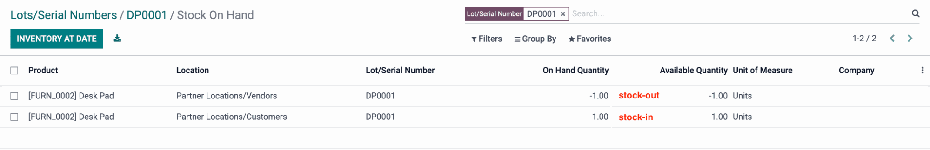 Lots/Serial Numbers / DP0001 / Stock On Hand
Lot/Serial Number DP0001 × Search...
INVENTORY AT DATE
Filters Group By Favorites 1-2 / 2
Product Location Lot/Serial Number On Hand Quantity Available Quantity Unit of Measure Company
[FURN_0002] Desk Pad Partner Locations/Vendors DP0001 -1.00 stock-out -1.00 Units
[FURN_0002] Desk Pad Partner Locations/Customers DP0001 1.00 stock-in 1.00 Units